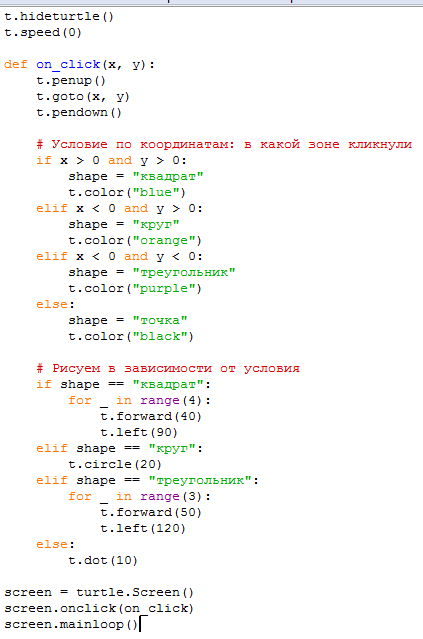 t.hideturtle()
t.speed(0)

def on_click(x, y):
    t.penup()
    t.goto(x, y)
    t.pendown()

    # Условие по координатам: в какой зоне кликнули
    if x > 0 and y > 0:
        shape = "квадрат"
        t.color("blue")
    elif x < 0 and y > 0:
        shape = "круг"
        t.color("orange")
    elif x < 0 and y < 0:
        shape = "треугольник"
        t.color("purple")
    else:
        shape = "точка"
        t.color("black")

    # Рисуем в зависимости от условия
    if shape == "квадрат":
        for _ in range(4):
            t.forward(40)
            t.left(90)
    elif shape == "круг":
        t.circle(20)
    elif shape == "треугольник":
        for _ in range(3):
            t.forward(50)
            t.left(120)
    else:
        t.dot(10)

screen = turtle.Screen()
screen.onclick(on_click)
screen.mainloop()